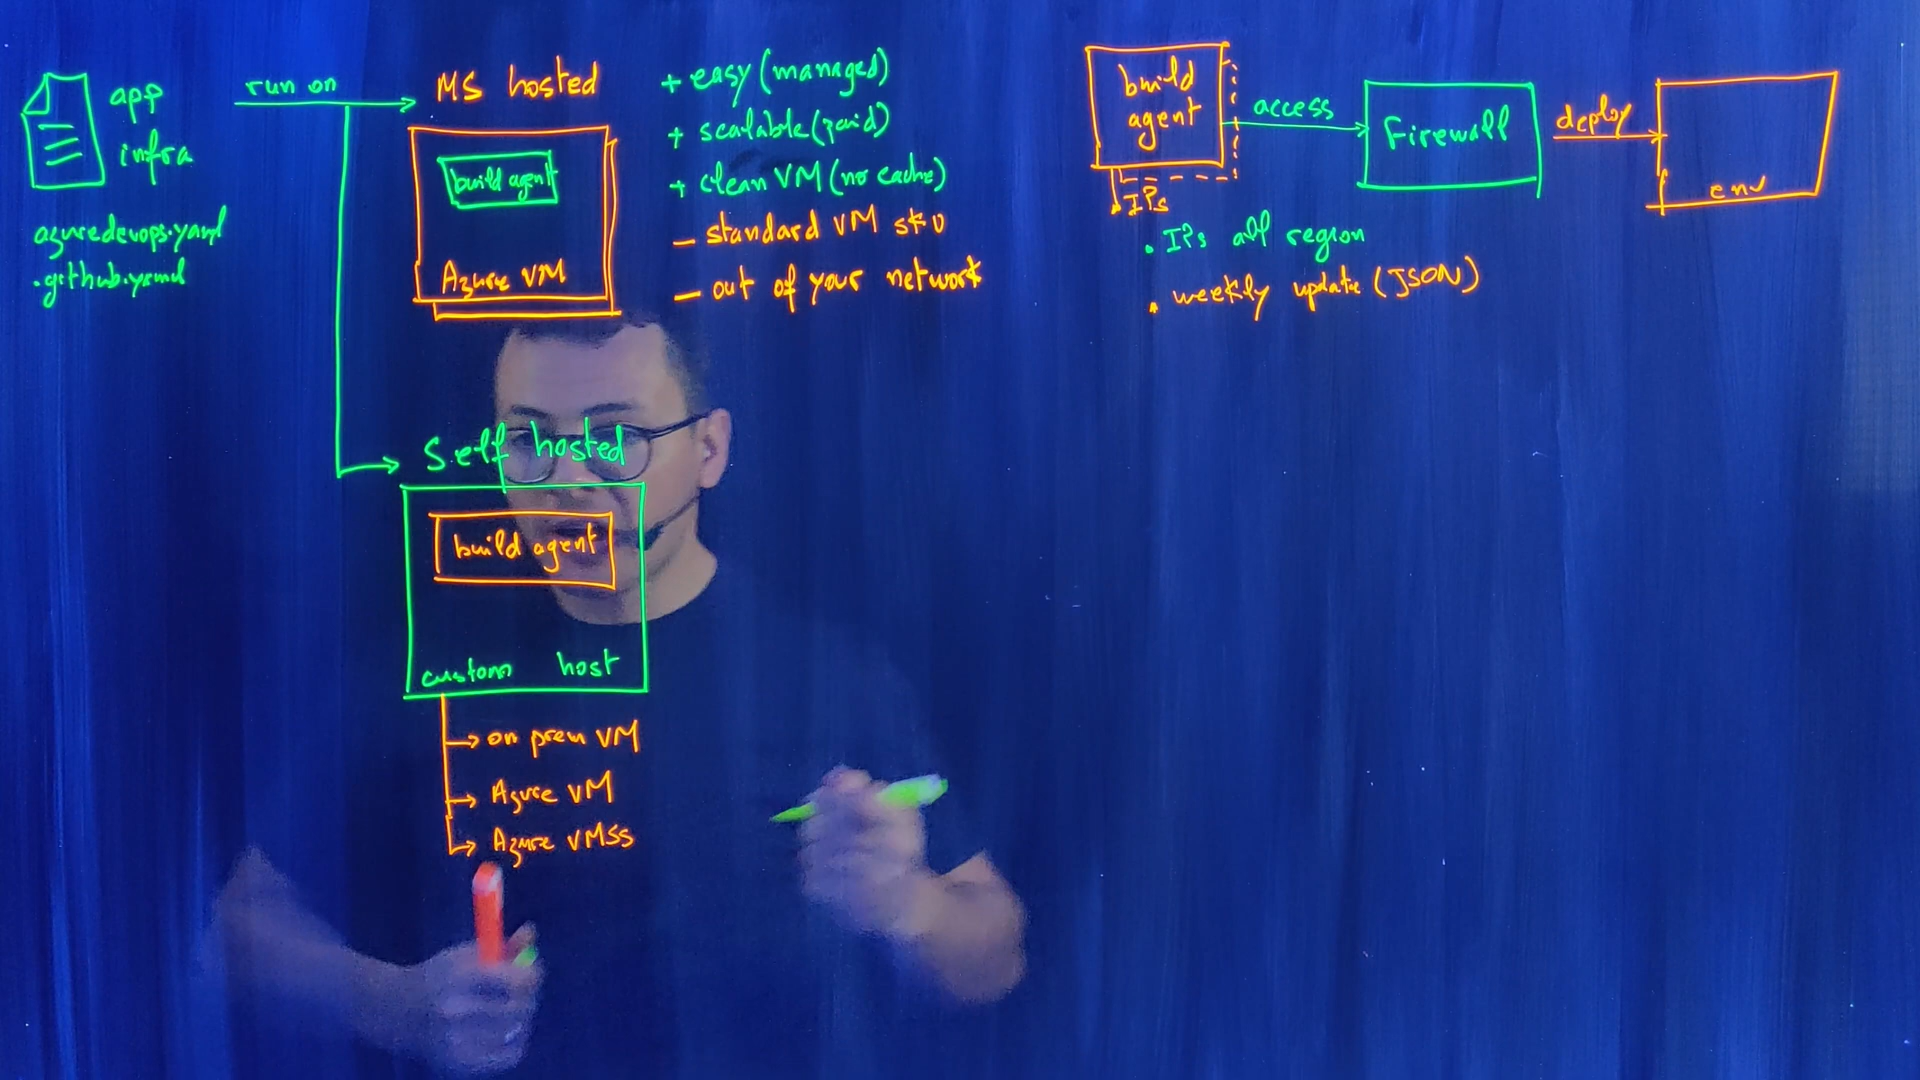 app
infra
azuredevops.yaml
.github.yaml
run on
MS hosted
build agent
Azure VM
+ easy (managed)
+ scalable (paid)
+ clean VM (no cache)
- standard VM SKU
- out of your network
build
agent
IPs
access
Firewall
deploy
env
. IPs all region
. weekly update (JSON)
Self hosted
build agent
custom host
on prem VM
Azure VM
Azure VMSS